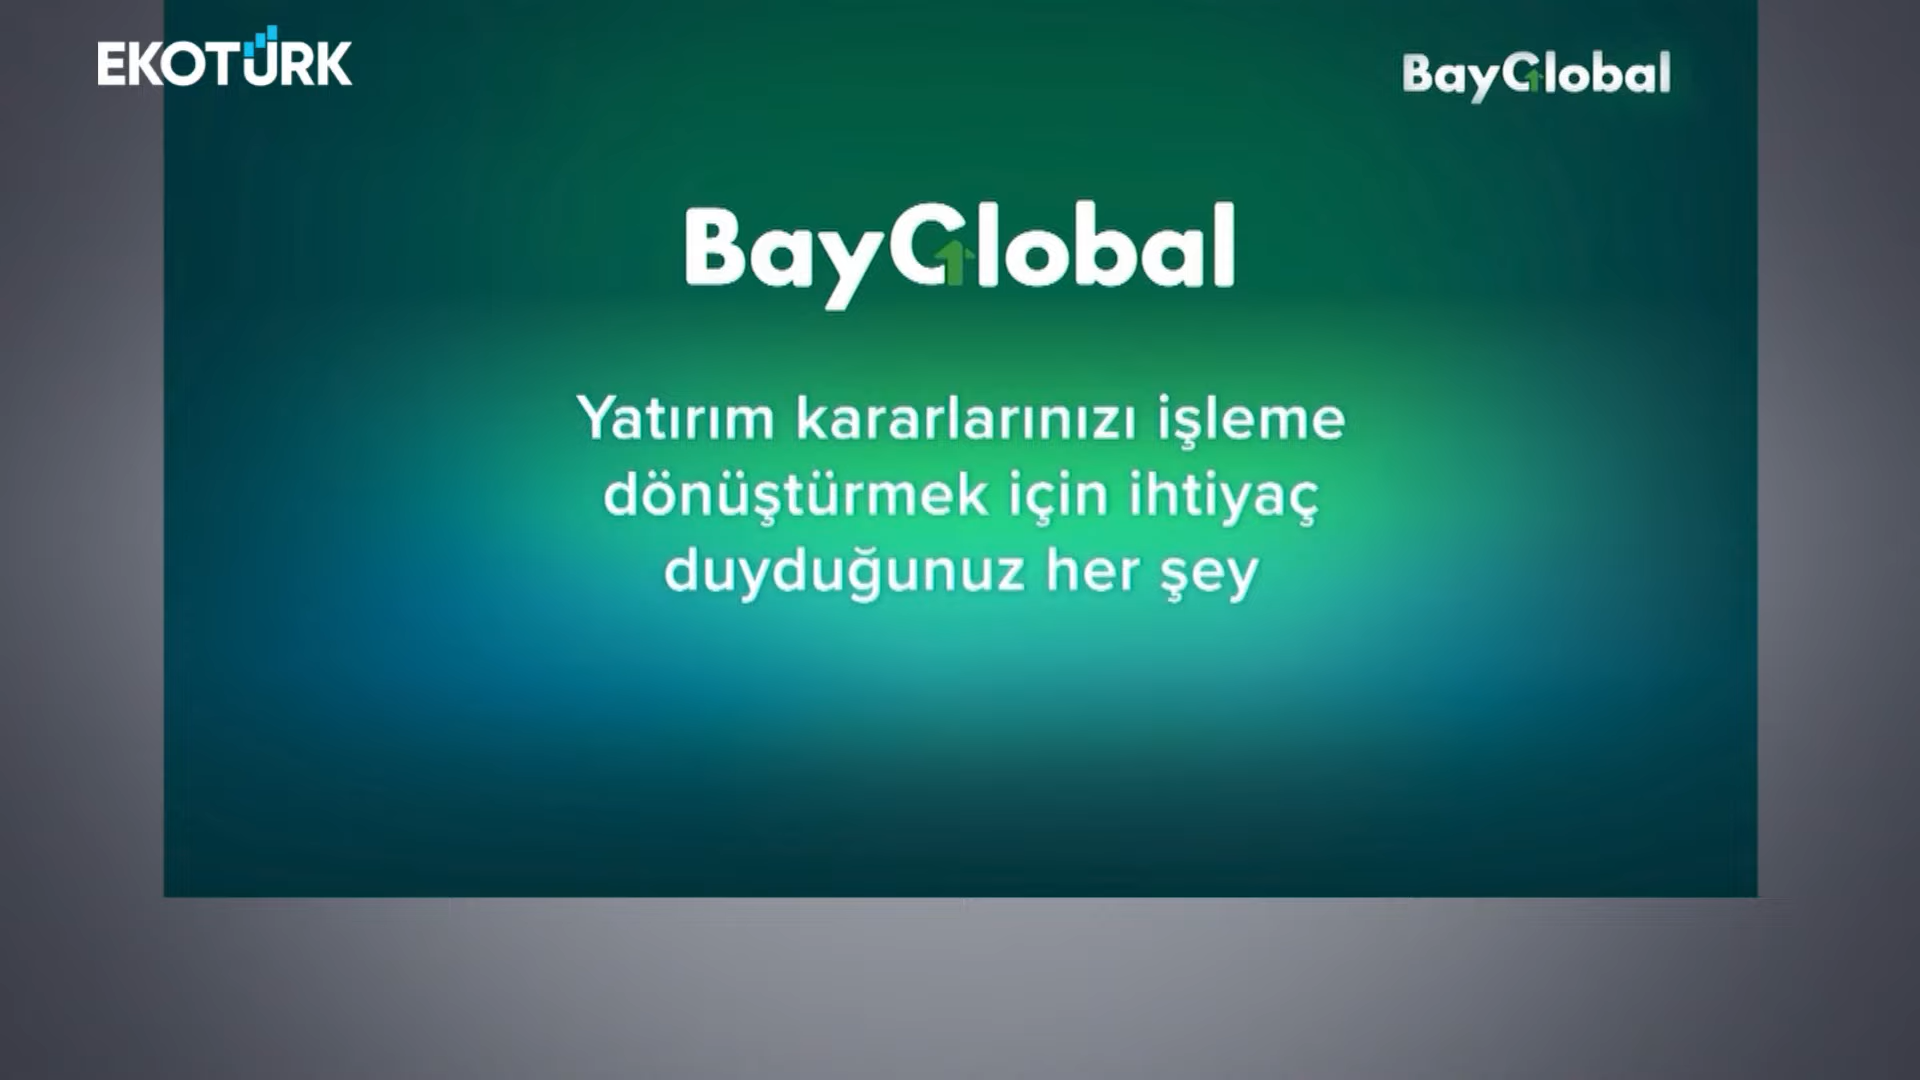 EKOTÜRK
BayGlobal
BayGlobal
Yatırım kararlarınızı işleme
dönüştürmek için ihtiyaç
duyduğunuz her şey